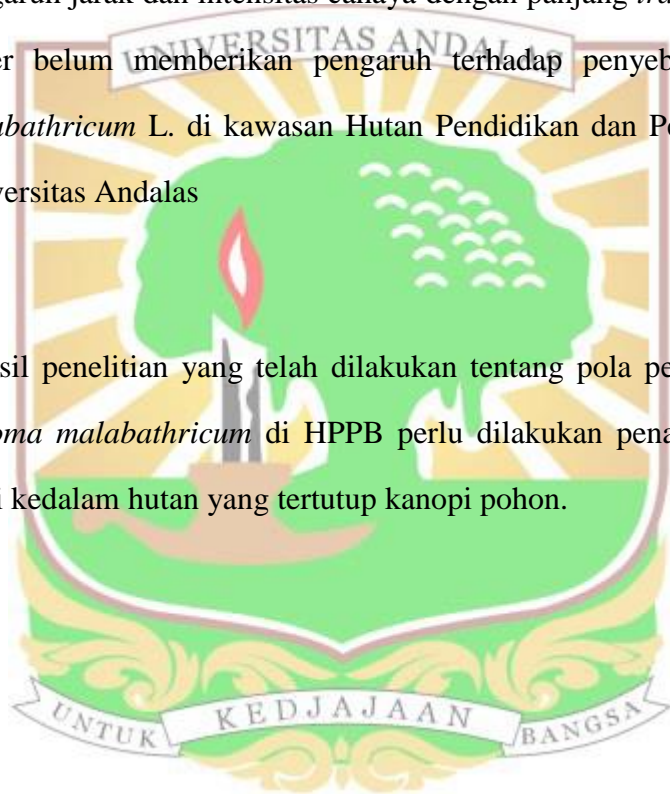 garuh jarak dan intensitas cahaya dengan panjang tru
UNIVERSITAS ANDALAS
er belum memberikan pengaruh terhadap penyeb
abathricum L. di kawasan Hutan Pendidikan dan Pe
versitas Andalas
sil penelitian yang telah dilakukan tentang pola pe
oma malabathricum di HPPB perlu dilakukan pena
i kedalam hutan yang tertutup kanopi pohon.
UNTUK KEDJAJAAN BANGSA